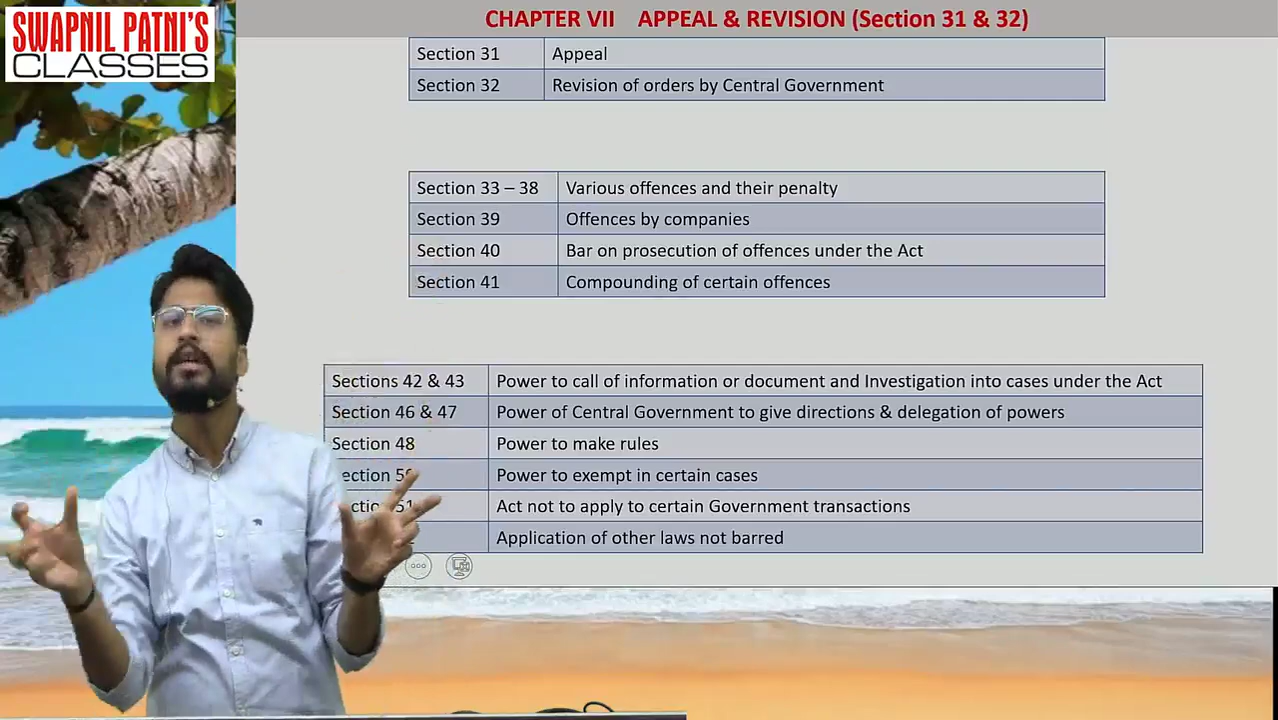 SWAPNIL PATNI'S
CLASSES
CHAPTER VII APPEAL & REVISION (Section 31 & 32)
Section 31 Appeal
Section 32 Revision of orders by Central Government
Section 33 – 38 Various offences and their penalty
Section 39 Offences by companies
Section 40 Bar on prosecution of offences under the Act
Section 41 Compounding of certain offences
Sections 42 & 43 Power to call of information or document and Investigation into cases under the Act
Section 46 & 47 Power of Central Government to give directions & delegation of powers
Section 48 Power to make rules
Power to exempt in certain cases
Act not to apply to certain Government transactions
Application of other laws not barred